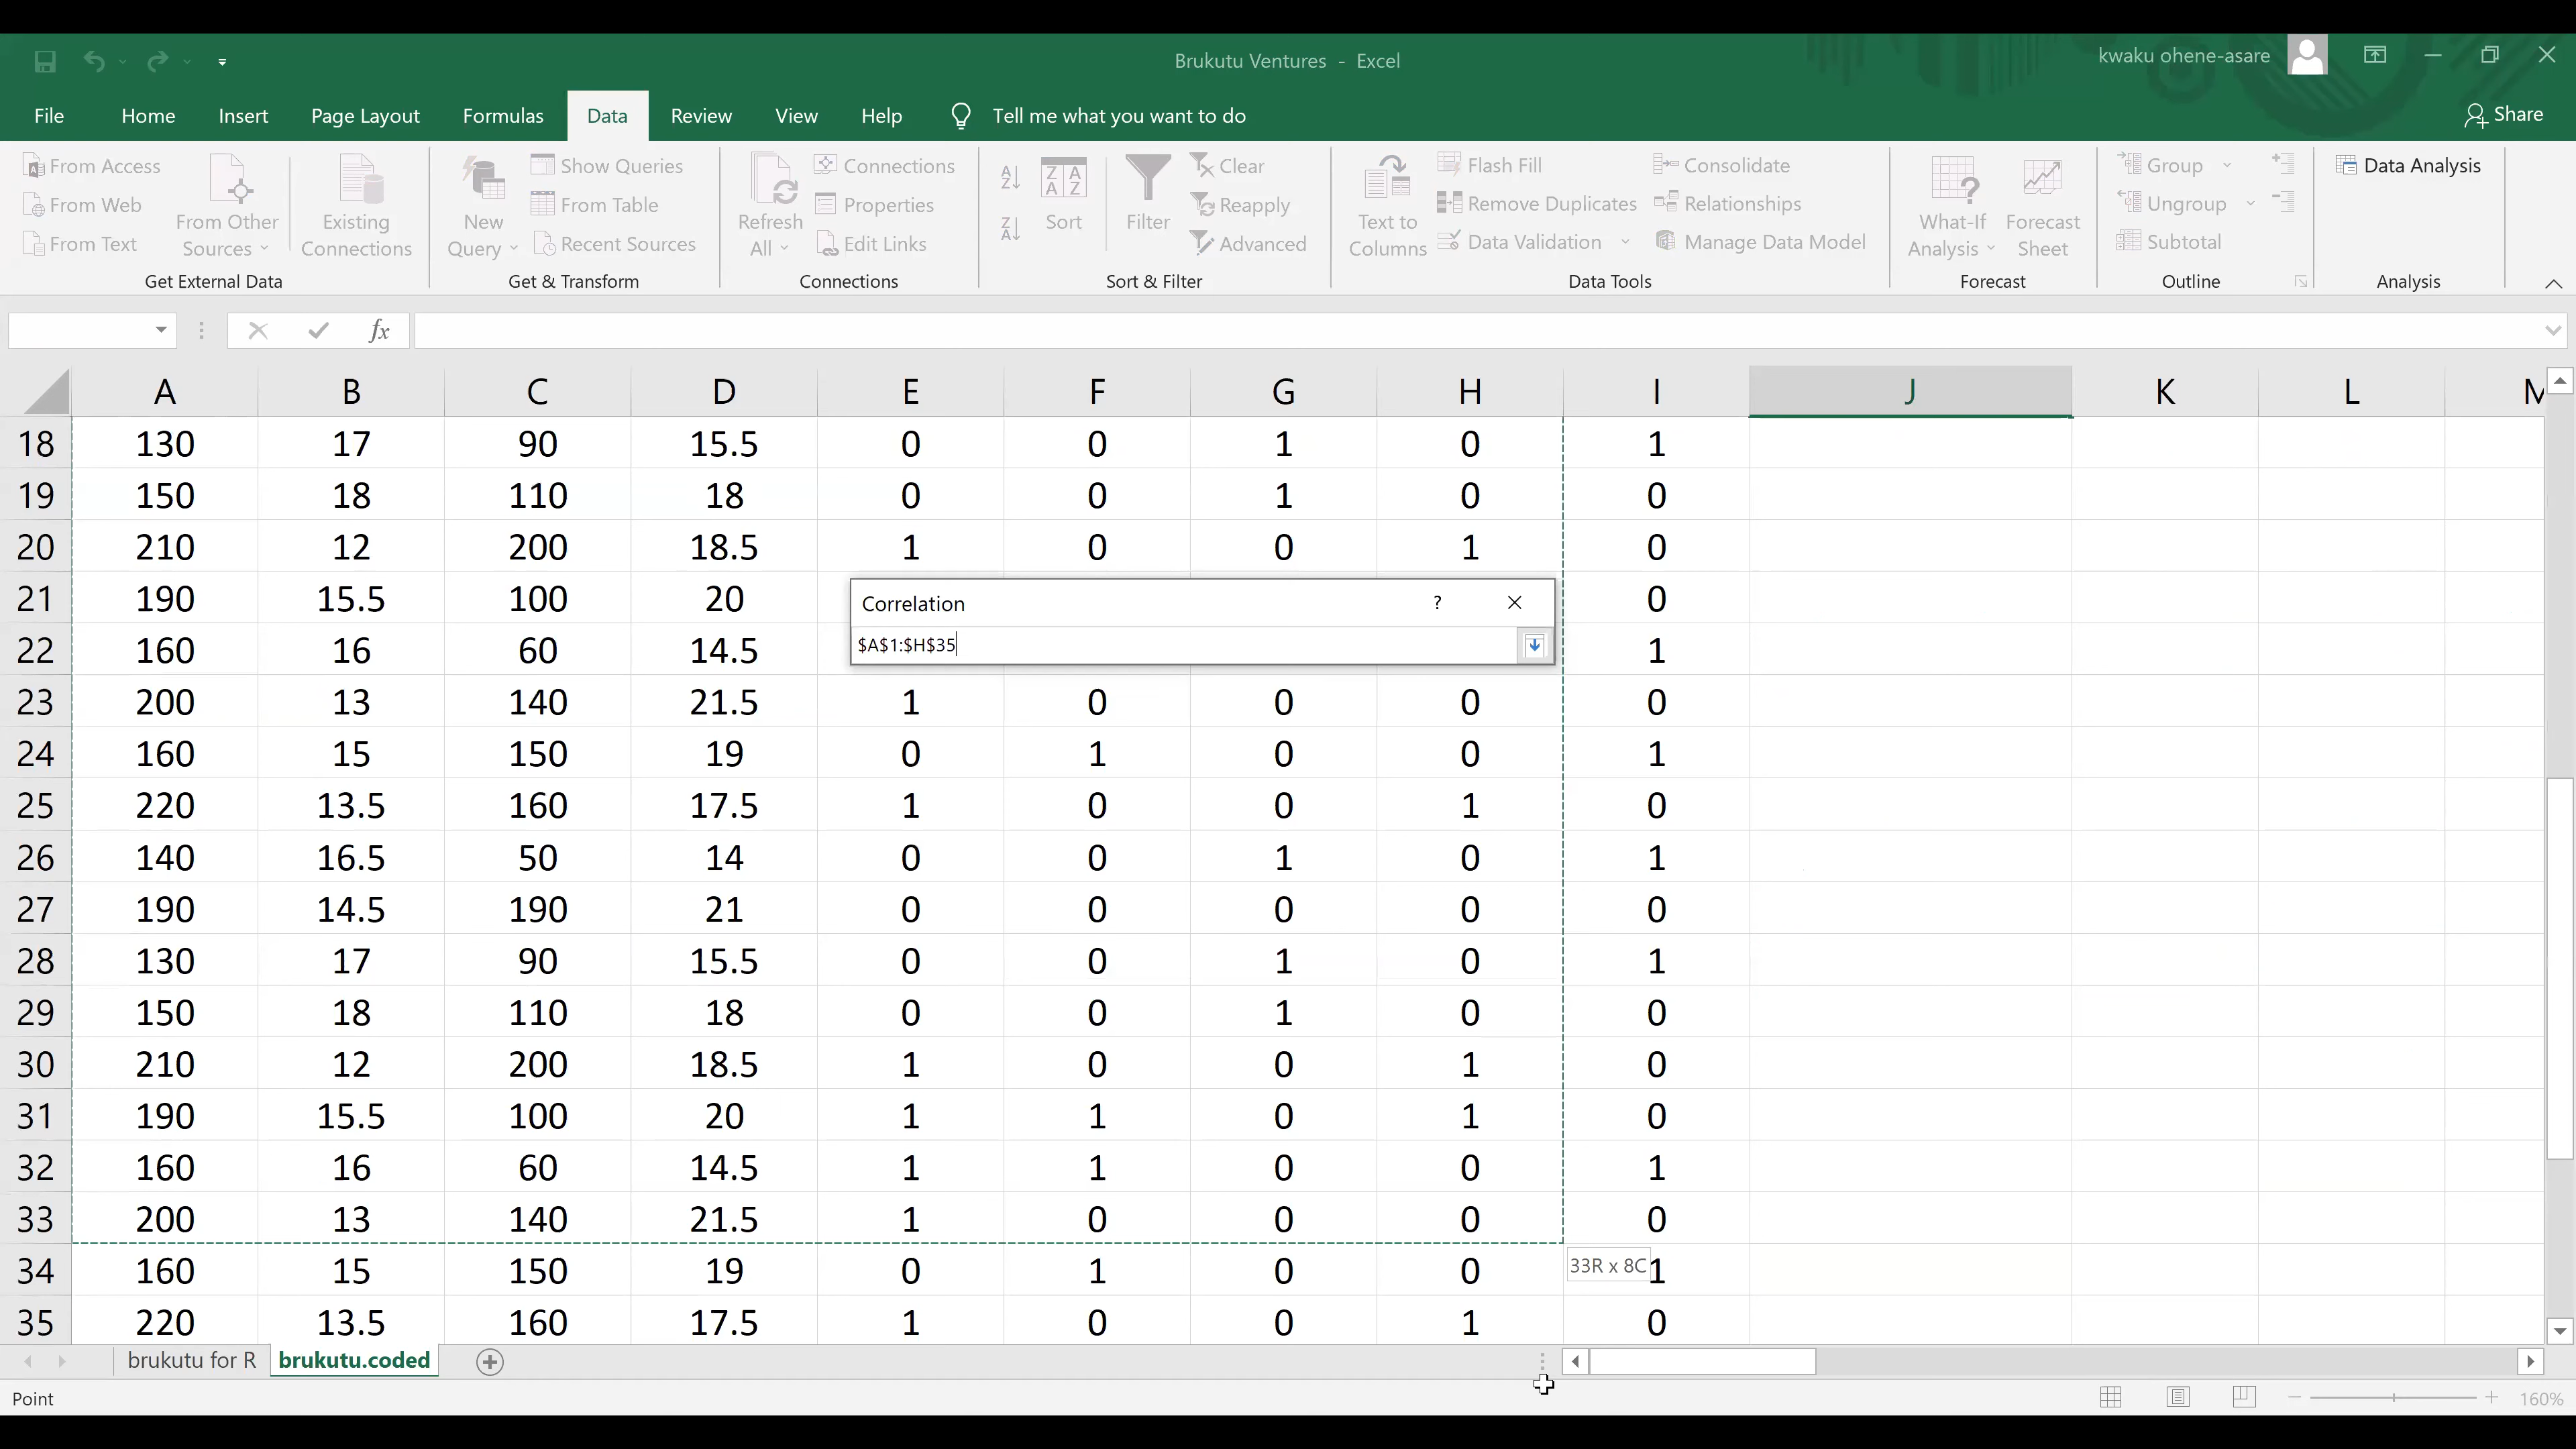 Brukutu Ventures - Excel
kwaku ohene-asare
File Home Insert Page Layout Formulas Data Review View Help Tell me what you want to do Share
From Access
From Web
From Text
From Other Sources
Existing Connections
Get External Data
New Query
Show Queries
From Table
Recent Sources
Get & Transform
Refresh All
Connections
Properties
Edit Links
Connections
Sort
Filter
Clear
Reapply
Advanced
Sort & Filter
Text to Columns
Flash Fill
Remove Duplicates
Data Validation
Consolidate
Relationships
Manage Data Model
Data Tools
What-If Analysis
Forecast Sheet
Forecast
Group
Ungroup
Subtotal
Outline
Data Analysis
Analysis
fx
A B C D E F G H I J K L M
18 130 17 90 15.5 0 0 1 0 1
19 150 18 110 18 0 0 1 0 0
20 210 12 200 18.5 1 0 0 1 0
21 190 15.5 100 20 0
22 160 16 60 14.5 1
Correlation ?
$A$1:$H$35
23 200 13 140 21.5 1 0 0 0 0
24 160 15 150 19 0 1 0 0 1
25 220 13.5 160 17.5 1 0 0 1 0
26 140 16.5 50 14 0 0 1 0 1
27 190 14.5 190 21 0 0 0 0 0
28 130 17 90 15.5 0 0 1 0 1
29 150 18 110 18 0 0 1 0 0
30 210 12 200 18.5 1 0 0 1 0
31 190 15.5 100 20 1 1 0 1 0
32 160 16 60 14.5 1 1 0 0 1
33 200 13 140 21.5 1 0 0 0 0
34 160 15 150 19 0 1 0 0 1
33R x 8C
35 220 13.5 160 17.5 1 0 0 1 0
brukutu for R brukutu.coded
Point
160%